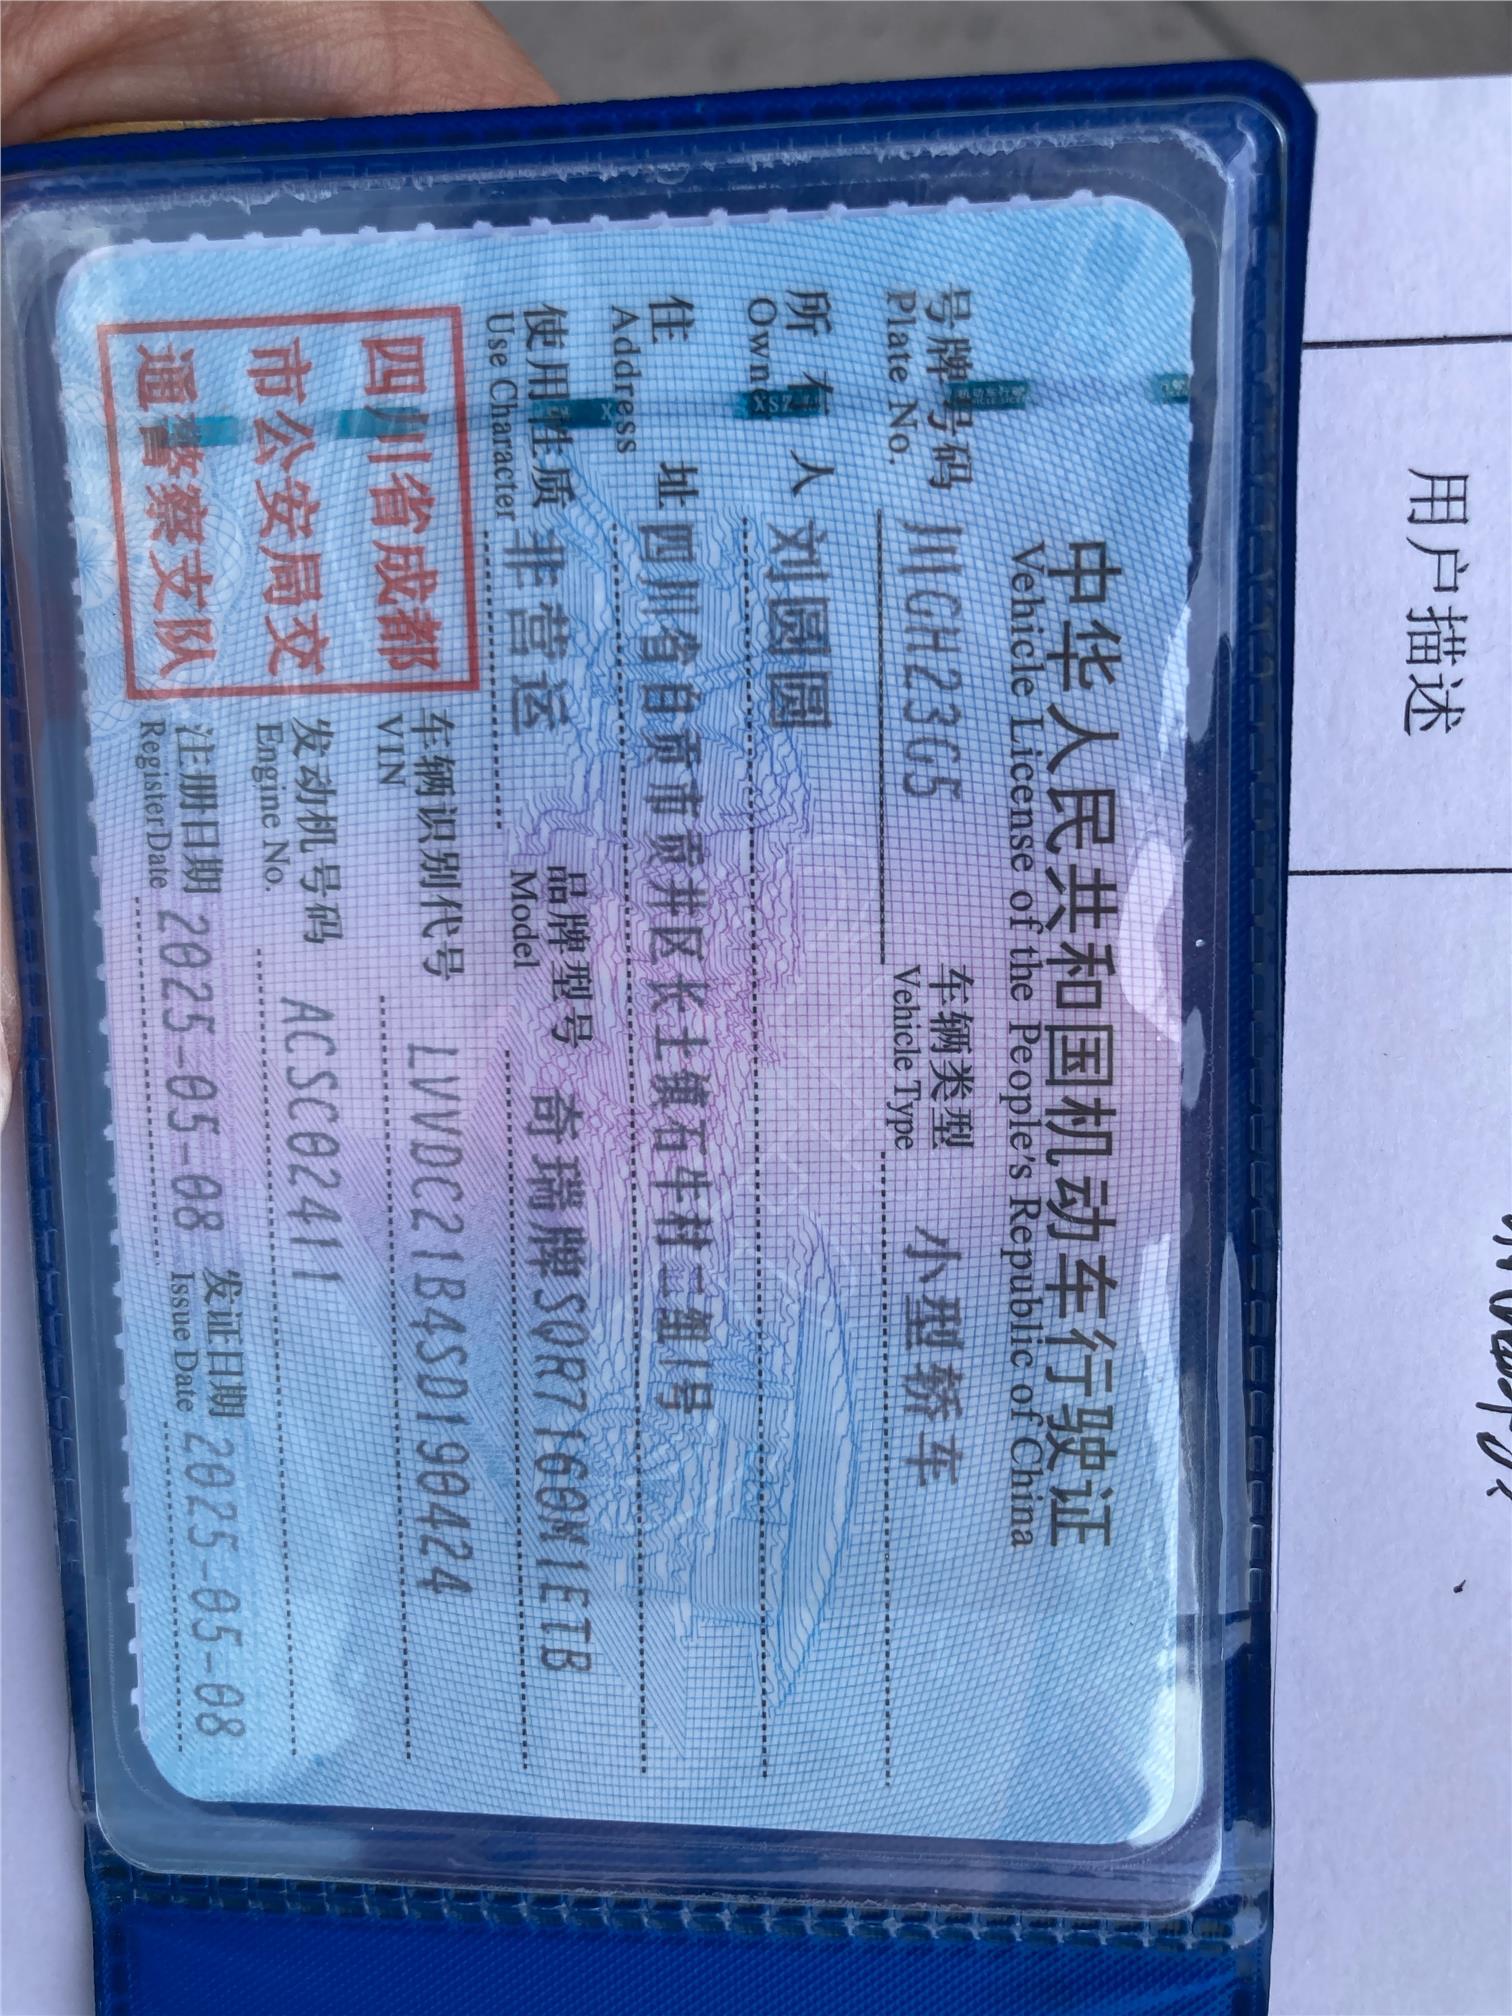 中华人民共和国机动车行驶证
Vehicle License of the People's Republic of China
号牌号码 川GH23G5 车辆类型 小型轿车
Plate No. Vehicle Type
所有人 刘圆圆
Owner
住址 四川省自贡市贡井区长土镇石牛村二组1号
Address
使用性质 非营运 品牌型号 奇瑞牌SQR7160M1ETB
Use Character Model
四川省成都
市公安局交
通警察支队
车辆识别代号 LVVDC21B4SD190424
VIN
发动机号码 ACSC02411
Engine No.
注册日期 2025-05-08 发证日期 2025-05-08
Register Date Issue Date
用户描述